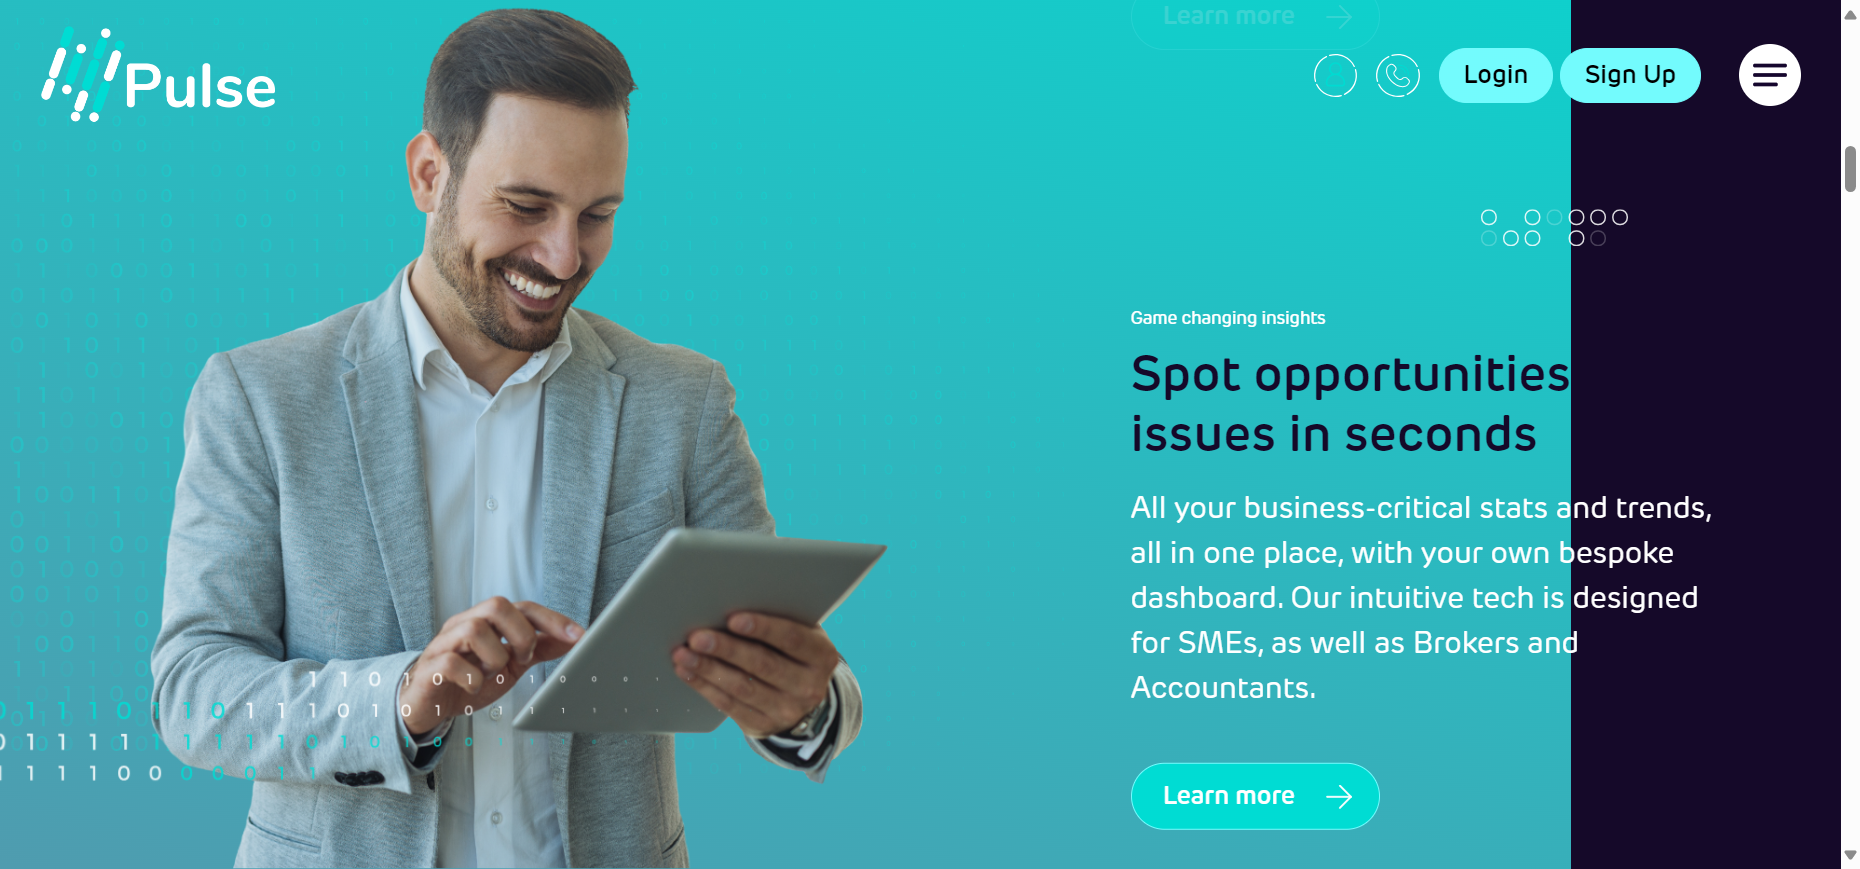 Learn more
Pulse
Login
Sign Up
Game changing insights
Spot opportunities
issues in seconds
All your business-critical stats and trends,
all in one place, with your own bespoke
dashboard. Our intuitive tech is designed
for SMEs, as well as Brokers and
Accountants.
Learn more